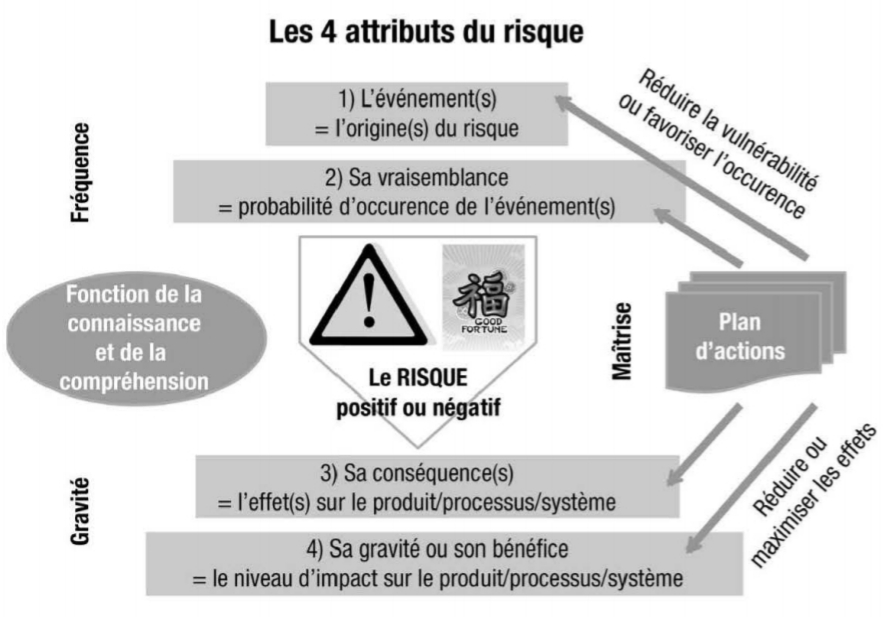 Les 4 attributs du risque
1) L'événement(s)
= l'origine(s) du risque
2) Sa vraisemblance
= probabilité d'occurence de l'événement(s)
Fréquence
Réduire la vulnérabilité
ou favoriser l'occurence
Fonction de la
connaissance
et de la
compréhension
福
GOOD
FORTUNE
Le RISQUE
positif ou négatif
Maîtrise
Plan
d'actions
Gravité
3) Sa conséquence(s)
= l'effet(s) sur le produit/processus/système
4) Sa gravité ou son bénéfice
= le niveau d'impact sur le produit/processus/système
Réduire ou
maximiser les effets